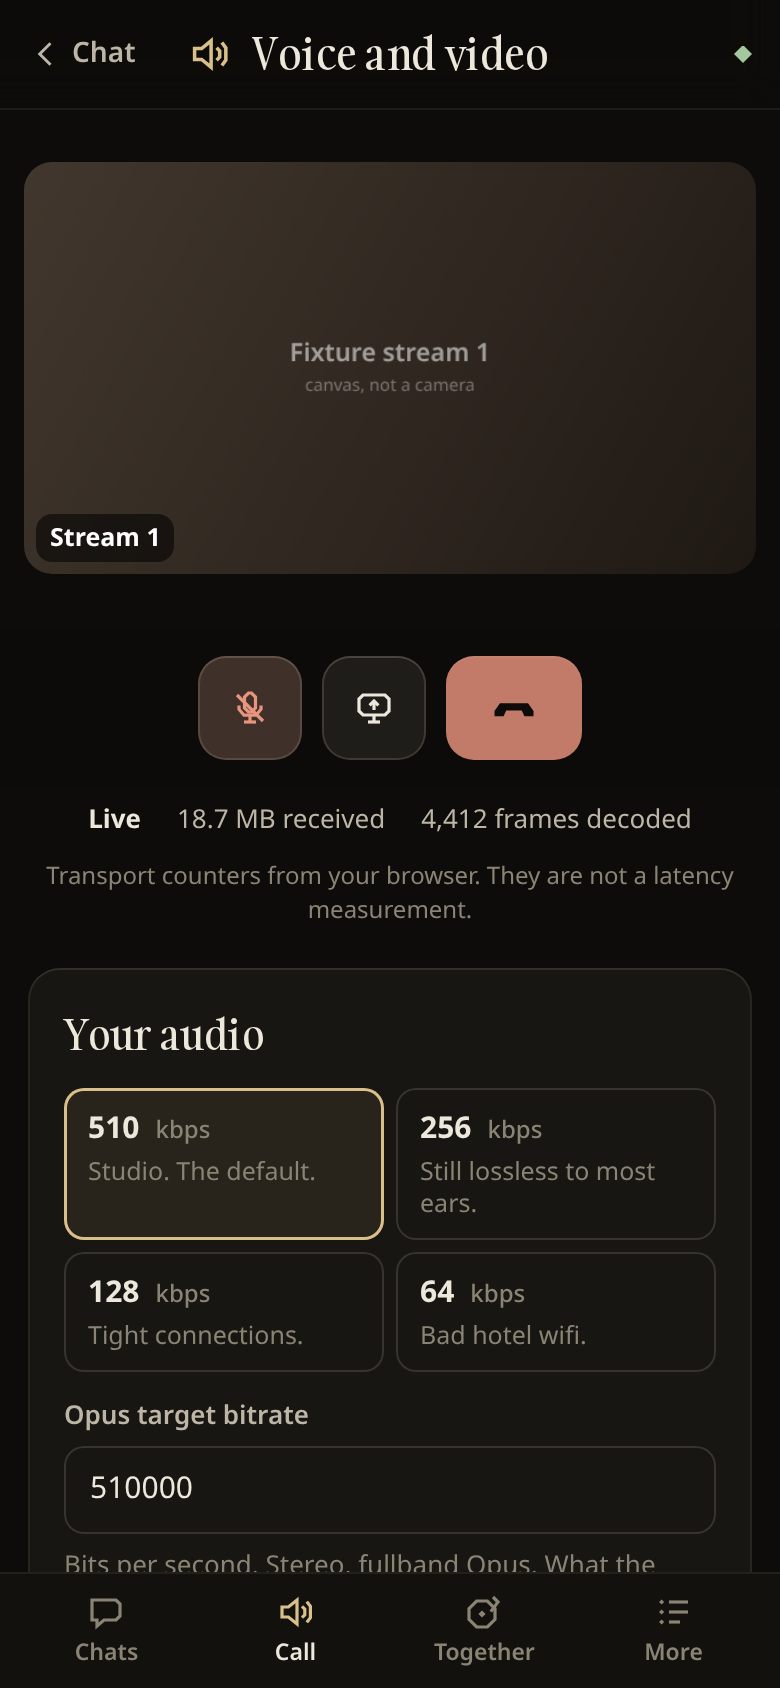 Chat
Voice and video
Fixture stream 1
canvas, not a camera
Stream 1
Live 18.7 MB received 4,412 frames decoded
Transport counters from your browser. They are not a latency
measurement.
Your audio
510 kbps
Studio. The default.
256 kbps
Still lossless to most
ears.
128 kbps
Tight connections.
64 kbps
Bad hotel wifi.
Opus target bitrate
510000
Bits per second. Stereo, fullband Opus. What the
Chats
Call
Together
More